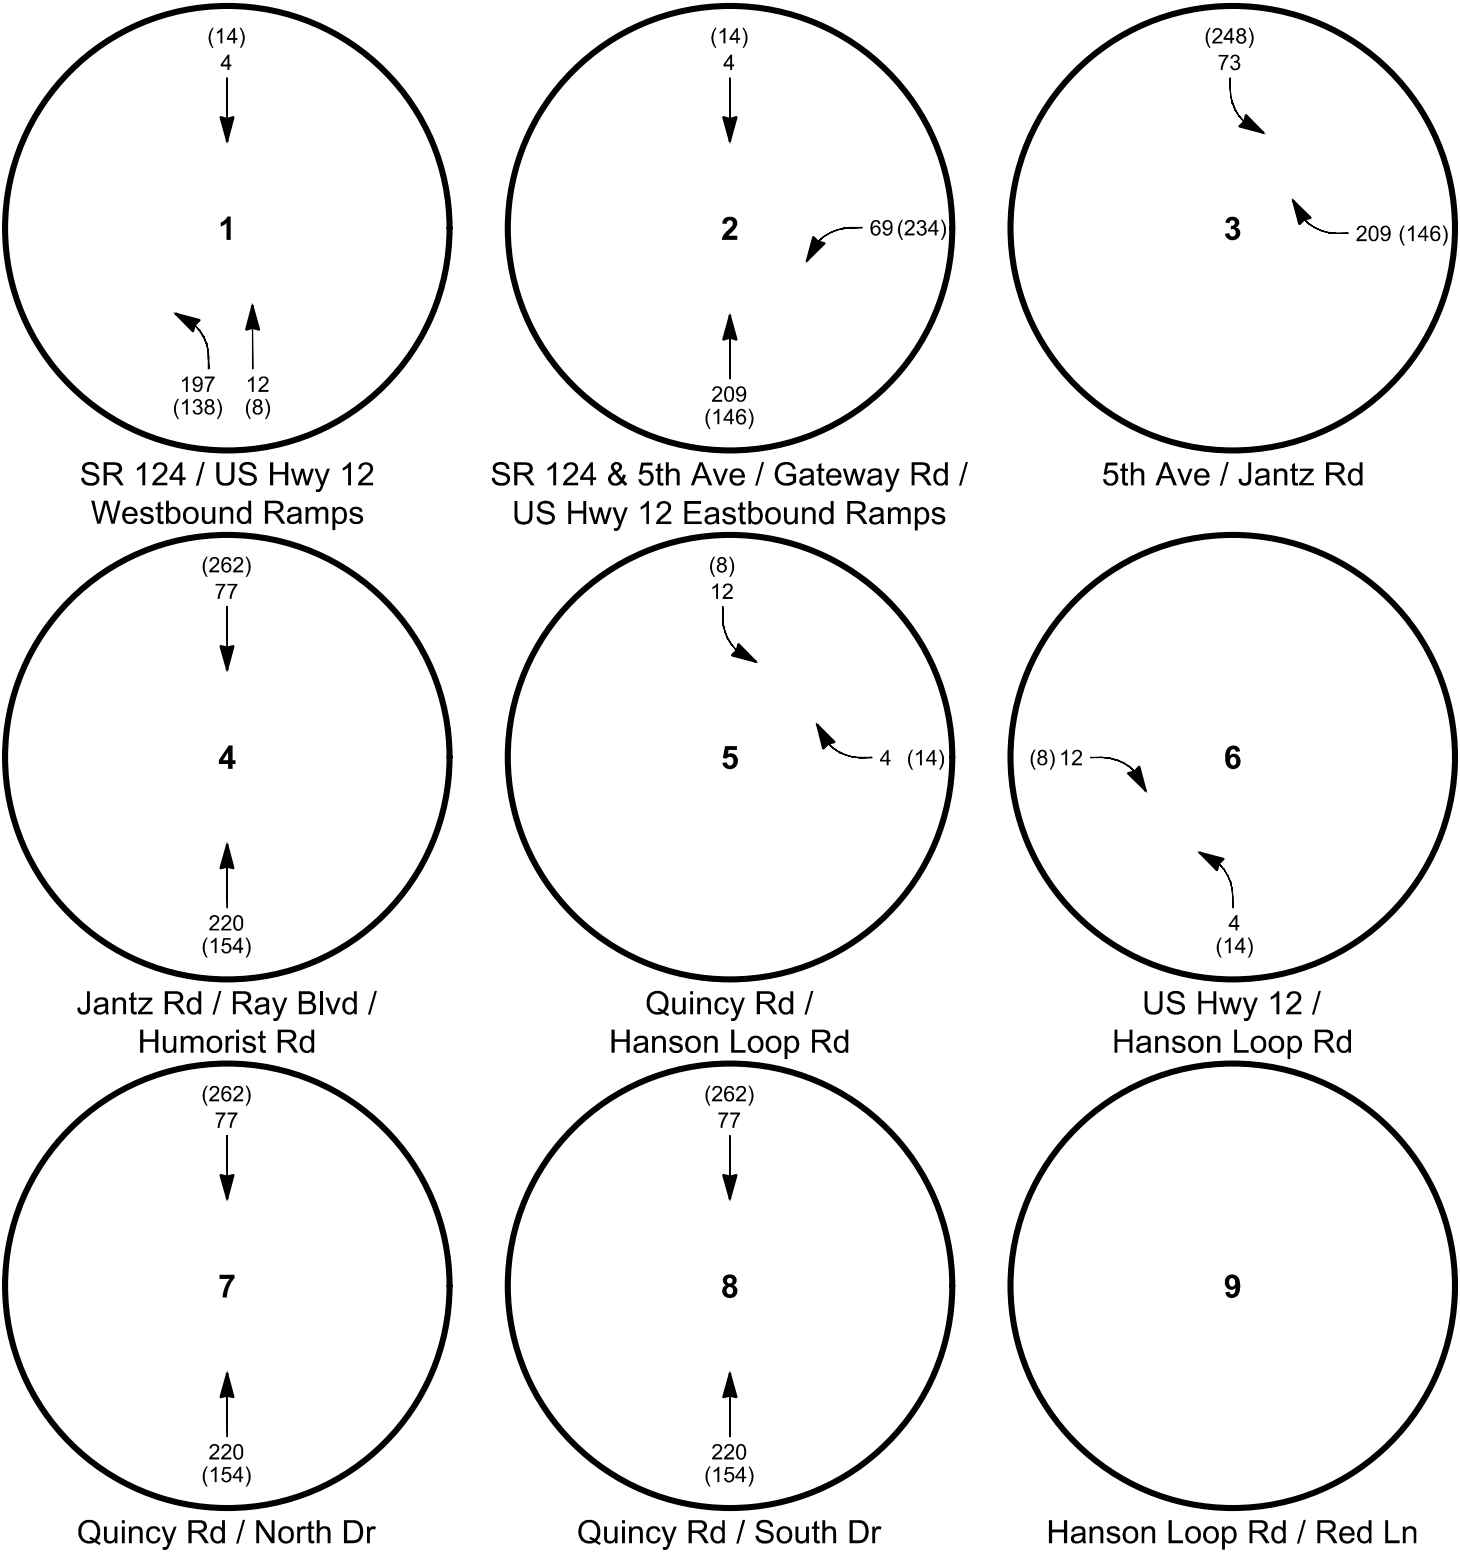 (14)
4
1
197
(138)
12
(8)
SR 124 / US Hwy 12
Westbound Ramps
(14)
4
2
69 (234)
209
(146)
SR 124 & 5th Ave / Gateway Rd /
US Hwy 12 Eastbound Ramps
(248)
73
3
209 (146)
5th Ave / Jantz Rd
(262)
77
4
220
(154)
Jantz Rd / Ray Blvd /
Humorist Rd
(8)
12
5
4 (14)
Quincy Rd /
Hanson Loop Rd
(8) 12
6
4
(14)
US Hwy 12 /
Hanson Loop Rd
(262)
77
7
220
(154)
Quincy Rd / North Dr
(262)
77
8
220
(154)
Quincy Rd / South Dr
9
Hanson Loop Rd / Red Ln